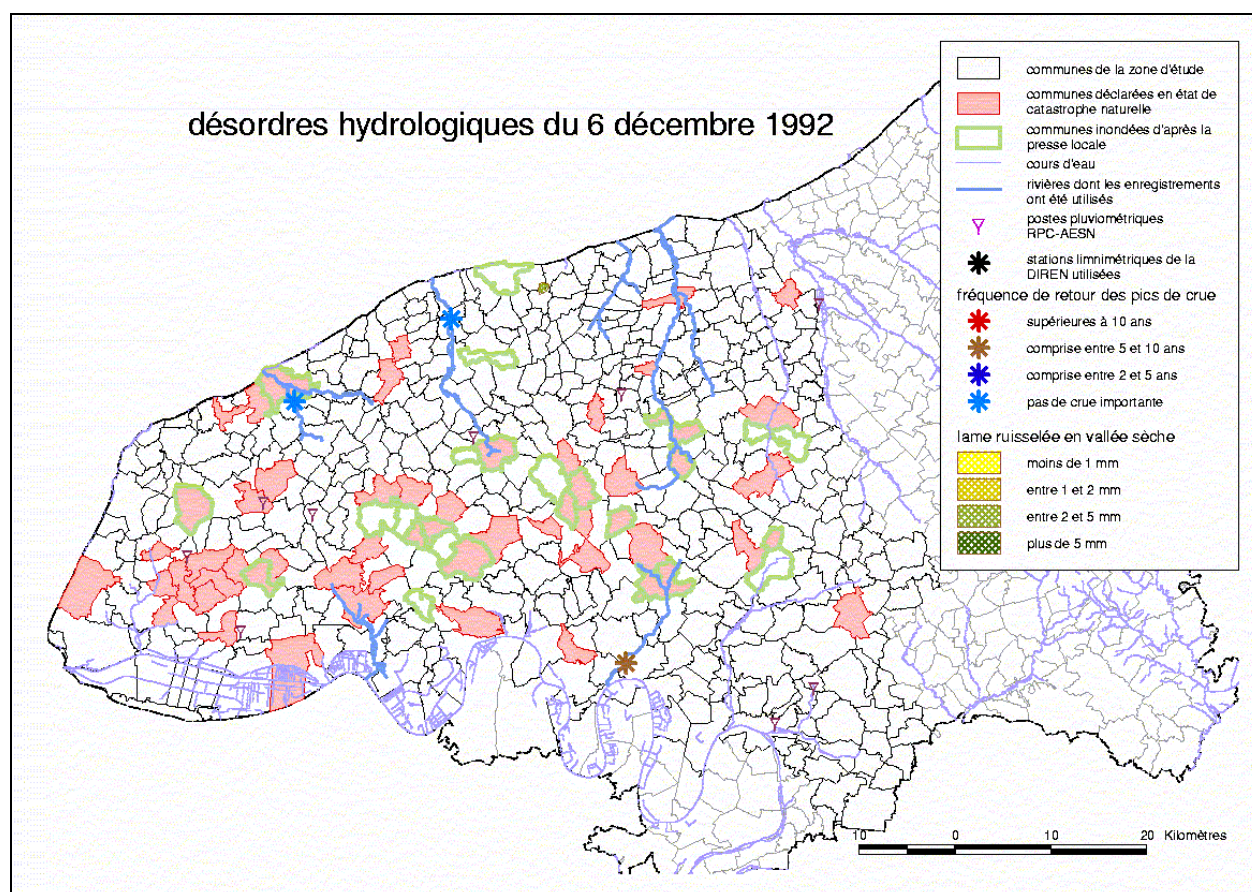 désordres hydrologiques du 6 décembre 1992
communes de la zone d'étude
communes déclarées en état de
catastrophe naturelle
communes inondées d'après la
presse locale
cours d'eau
rivières dont les enregistrements
ont été utilisés
postes pluviométriques
RPC-AESN
stations limnimétriques de la
DIREN utilisées
fréquence de retour des pics de crue
supérieures à 10 ans
comprise entre 5 et 10 ans
comprise entre 2 et 5 ans
pas de crue importante
lame ruisselée en vallée sèche
moins de 1 mm
entre 1 et 2 mm
entre 2 et 5 mm
plus de 5 mm
10 0 10 20 Kilomètres